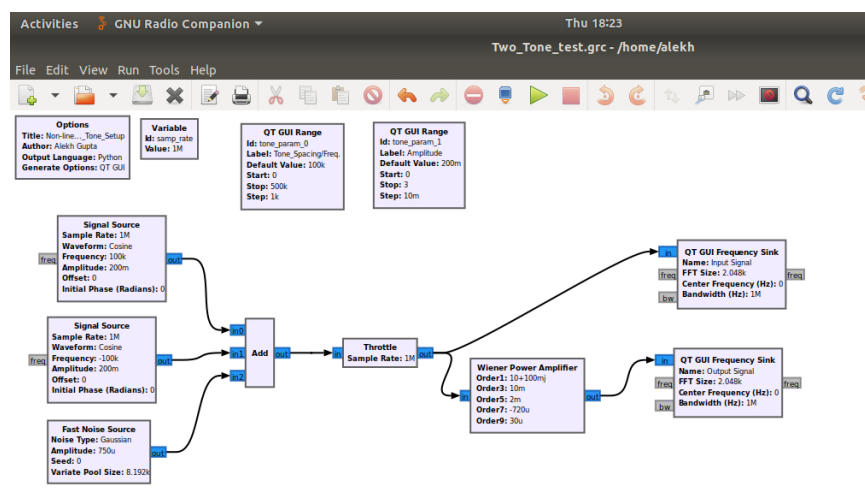 Activities GNU Radio Companion Thu 18:23
Two_Tone_test.grc - /home/alekh
File Edit View Run Tools Help
Options
Title: Non-line..._Tone_Setup
Author: Alekh Gupta
Output Language: Python
Generate Options: QT GUI
Variable
Id: samp_rate
Value: 1M
QT GUI Range
Id: tone_param_0
Label: Tone_Spacing/Freq.
Default Value: 100k
Start: 0
Stop: 500k
Step: 1k
QT GUI Range
Id: tone_param_1
Label: Amplitude
Default Value: 200m
Start: 0
Stop: 3
Step: 10m
Signal Source
Sample Rate: 1M
Waveform: Cosine
Frequency: 100k
Amplitude: 200m
Offset: 0
Initial Phase (Radians): 0
freq
out
Signal Source
Sample Rate: 1M
Waveform: Cosine
Frequency: -100k
Amplitude: 200m
Offset: 0
Initial Phase (Radians): 0
freq
out
Fast Noise Source
Noise Type: Gaussian
Amplitude: 750u
Seed: 0
Variate Pool Size: 8.192k
out
in0
in1
in2
Add
out
in
Throttle
Sample Rate: 1M
out
in
Wiener Power Amplifier
Order1: 10+100mj
Order3: 10m
Order5: 2m
Order7: -720u
Order9: 30u
out
in
freq
bw
QT GUI Frequency Sink
Name: Input Signal
FFT Size: 2.048k
Center Frequency (Hz): 0
Bandwidth (Hz): 1M
freq
in
freq
bw
QT GUI Frequency Sink
Name: Output Signal
FFT Size: 2.048k
Center Frequency (Hz): 0
Bandwidth (Hz): 1M
freq